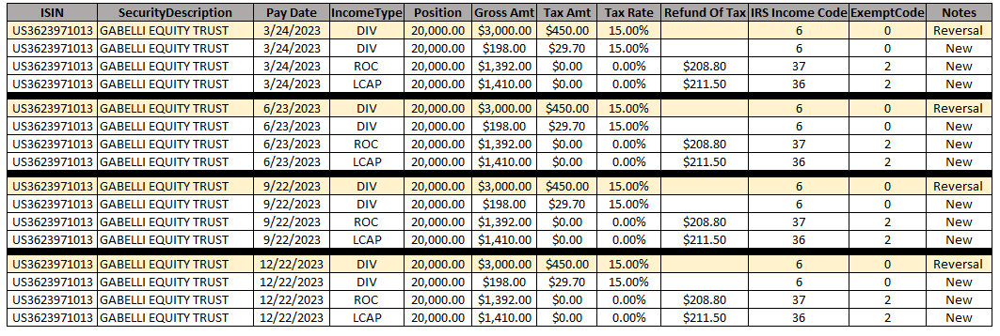 ISIN SecurityDescription Pay Date IncomeType Position Gross Amt Tax Amt Tax Rate Refund Of Tax IRS Income Code ExemptCode Notes
US3623971013 GABELLI EQUITY TRUST 3/24/2023 DIV 20,000.00 $3,000.00 $450.00 15.00% 6 0 Reversal
US3623971013 GABELLI EQUITY TRUST 3/24/2023 DIV 20,000.00 $198.00 $29.70 15.00% 6 0 New
US3623971013 GABELLI EQUITY TRUST 3/24/2023 ROC 20,000.00 $1,392.00 $0.00 0.00% $208.80 37 2 New
US3623971013 GABELLI EQUITY TRUST 3/24/2023 LCAP 20,000.00 $1,410.00 $0.00 0.00% $211.50 36 2 New
US3623971013 GABELLI EQUITY TRUST 6/23/2023 DIV 20,000.00 $3,000.00 $450.00 15.00% 6 0 Reversal
US3623971013 GABELLI EQUITY TRUST 6/23/2023 DIV 20,000.00 $198.00 $29.70 15.00% 6 0 New
US3623971013 GABELLI EQUITY TRUST 6/23/2023 ROC 20,000.00 $1,392.00 $0.00 0.00% $208.80 37 2 New
US3623971013 GABELLI EQUITY TRUST 6/23/2023 LCAP 20,000.00 $1,410.00 $0.00 0.00% $211.50 36 2 New
US3623971013 GABELLI EQUITY TRUST 9/22/2023 DIV 20,000.00 $3,000.00 $450.00 15.00% 6 0 Reversal
US3623971013 GABELLI EQUITY TRUST 9/22/2023 DIV 20,000.00 $198.00 $29.70 15.00% 6 0 New
US3623971013 GABELLI EQUITY TRUST 9/22/2023 ROC 20,000.00 $1,392.00 $0.00 0.00% $208.80 37 2 New
US3623971013 GABELLI EQUITY TRUST 9/22/2023 LCAP 20,000.00 $1,410.00 $0.00 0.00% $211.50 36 2 New
US3623971013 GABELLI EQUITY TRUST 12/22/2023 DIV 20,000.00 $3,000.00 $450.00 15.00% 6 0 Reversal
US3623971013 GABELLI EQUITY TRUST 12/22/2023 DIV 20,000.00 $198.00 $29.70 15.00% 6 0 New
US3623971013 GABELLI EQUITY TRUST 12/22/2023 ROC 20,000.00 $1,392.00 $0.00 0.00% $208.80 37 2 New
US3623971013 GABELLI EQUITY TRUST 12/22/2023 LCAP 20,000.00 $1,410.00 $0.00 0.00% $211.50 36 2 New